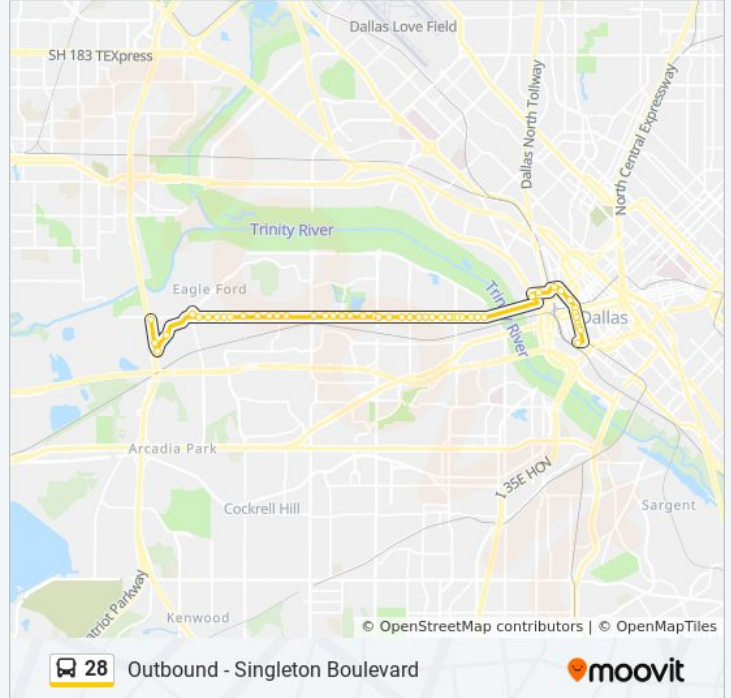 Dallas Love Field
SH 183 TEXpress
Dallas North Tollway
North Central Expressway
Trinity River
Eagle Ford
Trinity River
Dallas
Arcadia Park
I 35E HOV
Cockrell Hill
Sargent
atriot Parkway
Kenwood
© OpenStreetMap contributors | © OpenMapTiles
28 Outbound - Singleton Boulevard
moovit